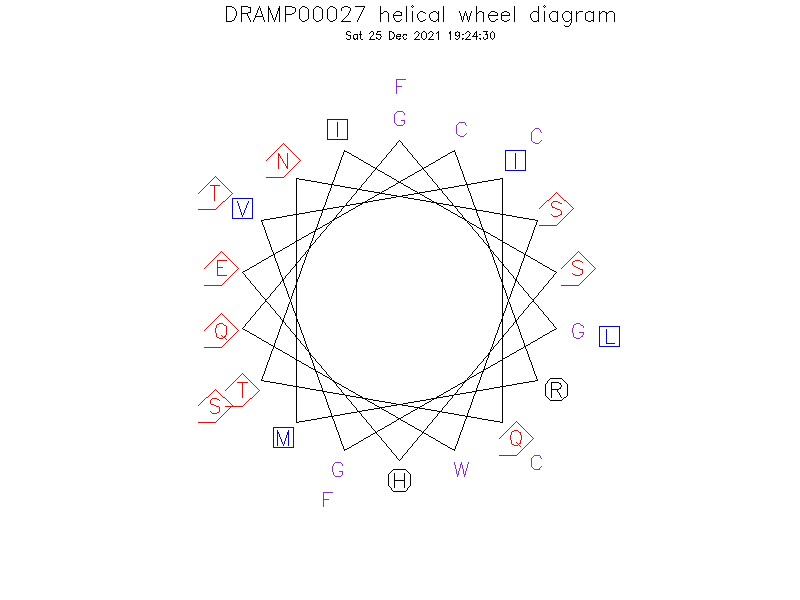 DRAMP00027 helical wheel diagram
Sat 25 Dec 2021 19:24:30
F
G
I
C
C
N
I
T
V
S
E
S
Q
G
L
T
R
S
M
Q
C
G
W
H
F